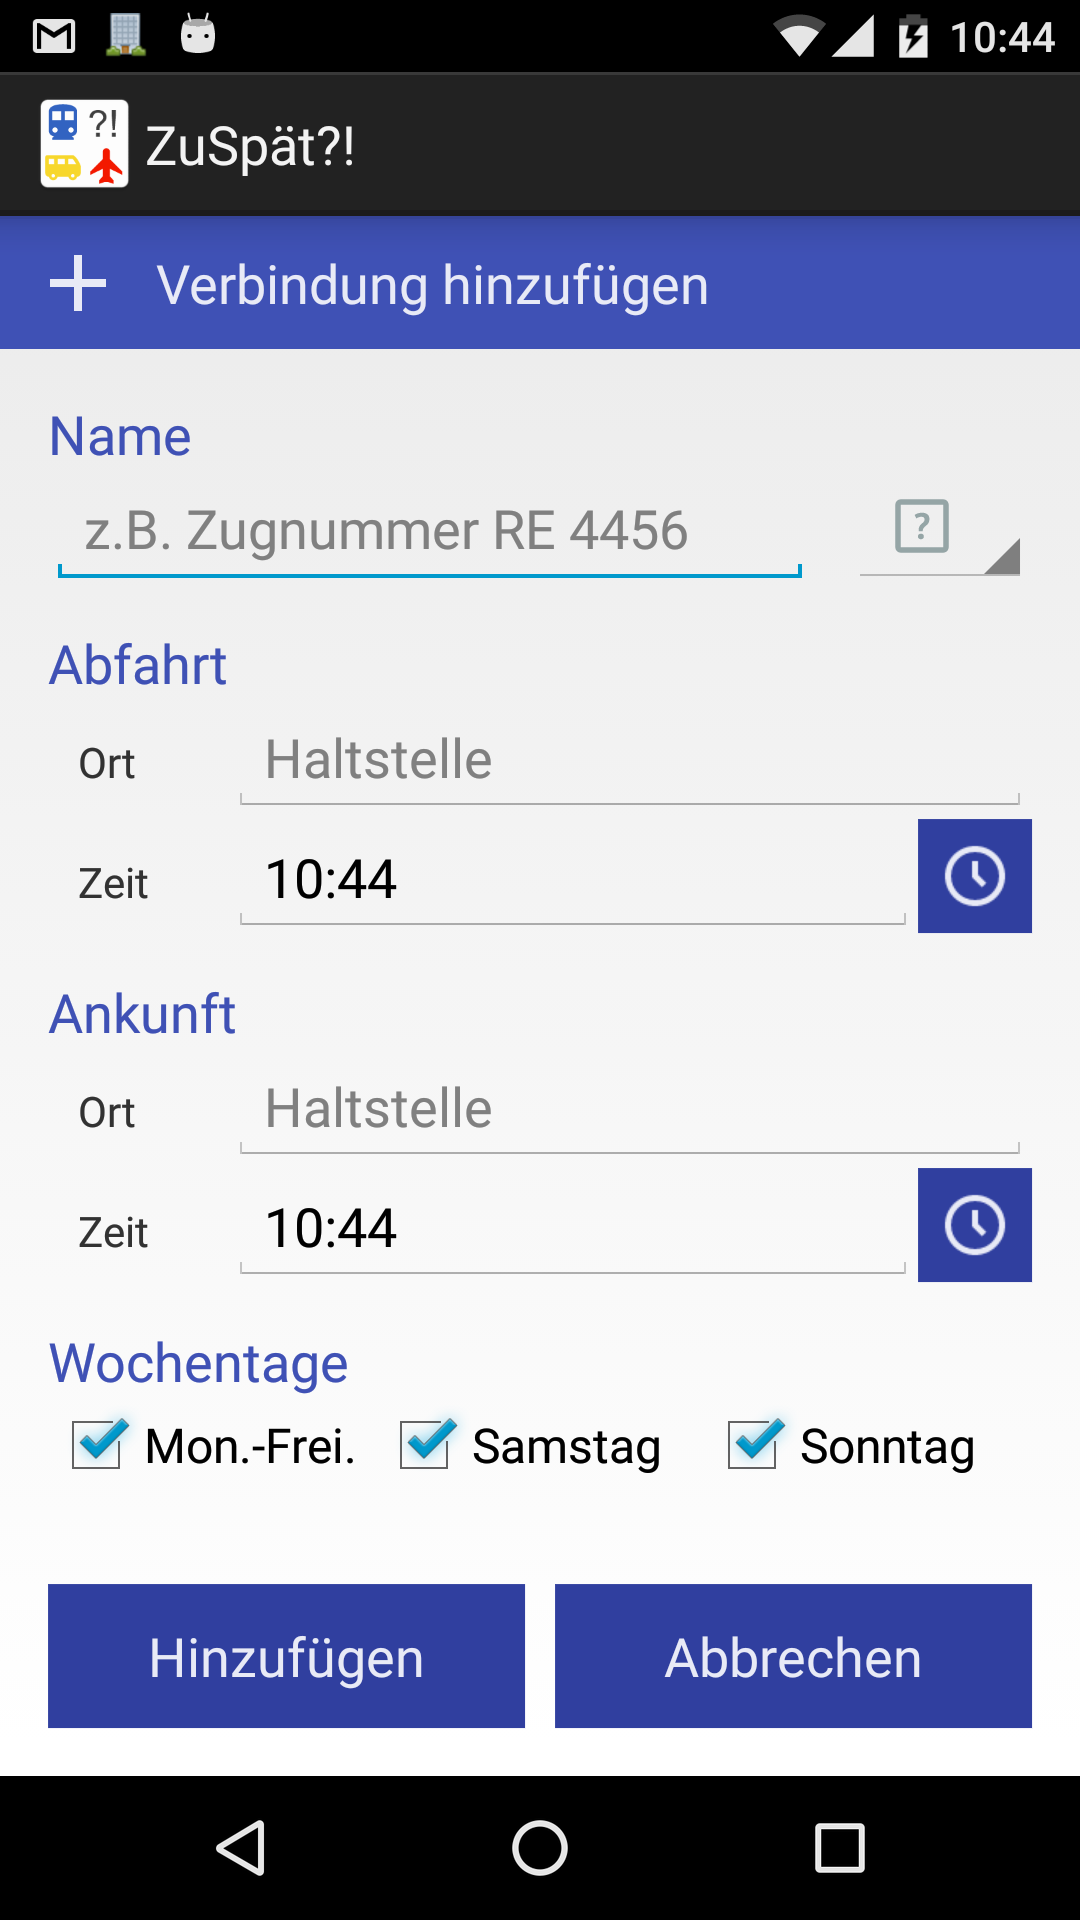 10:44
?!
ZuSpät?!
Verbindung hinzufügen
Name
z.B. Zugnummer RE 4456
?
Abfahrt
Ort Haltstelle
Zeit 10:44
Ankunft
Ort Haltstelle
Zeit 10:44
Wochentage
Mon.-Frei. Samstag Sonntag
Hinzufügen Abbrechen